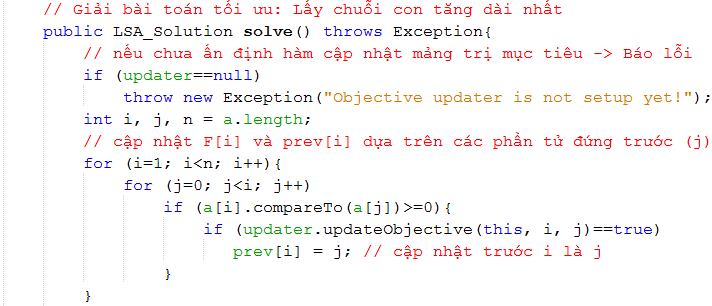 // Giải bài toán tối ưu: Lấy chuỗi con tăng dài nhất
public LSA_Solution solve() throws Exception{
// nếu chưa ấn định hàm cập nhật mảng trị mục tiêu -> Báo lỗi
if (updater==null)
throw new Exception("Objective updater is not setup yet!");
int i, j, n = a.length;
// cập nhật F[i] và prev[i] dựa trên các phần tử đứng trước (j)
for (i=1; i<n; i++){
for (j=0; j<i; j++)
if (a[i].compareTo(a[j])>=0){
if (updater.updateObjective(this, i, j)==true)
prev[i] = j; // cập nhật trước i là j
}
}